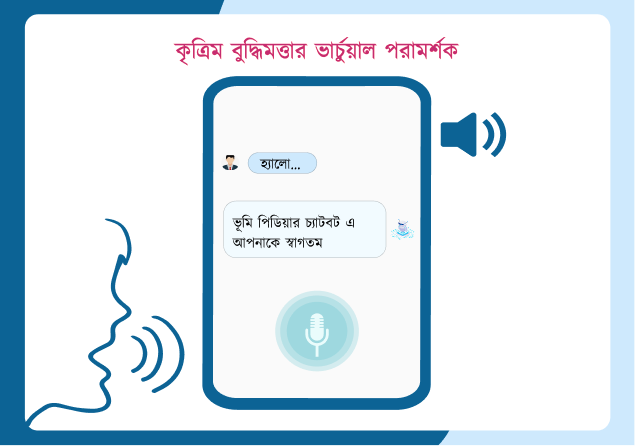 কৃত্রিম বুদ্ধিমত্তার ভার্চুয়াল পরামর্শক
হ্যালো...
ভূমি পিডিয়ার চ্যাটবট এ
আপনাকে স্বাগতম